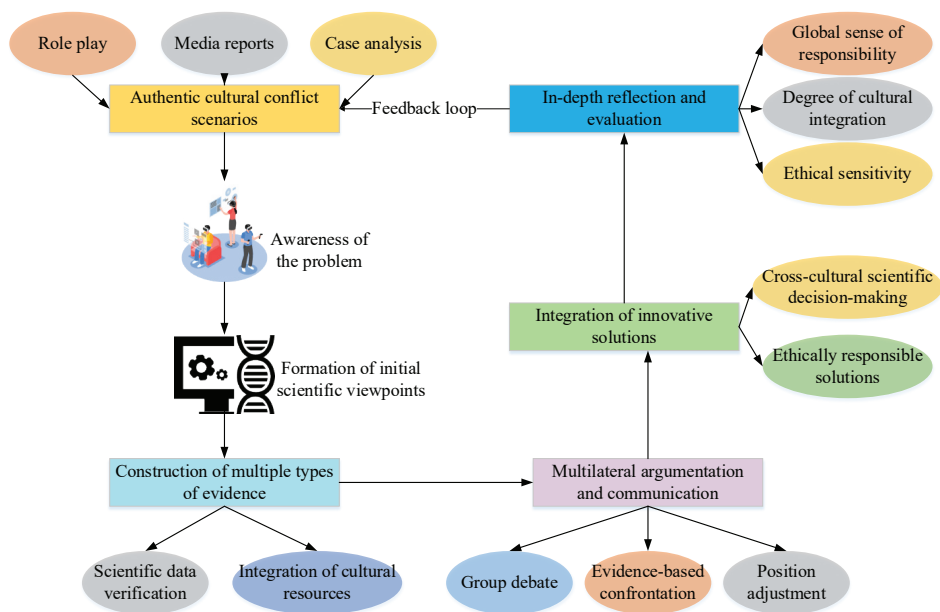 Role play
Media reports
Case analysis
Authentic cultural conflict
scenarios
Feedback loop
In-depth reflection and
evaluation
Global sense of
responsibility
Degree of cultural
integration
Ethical sensitivity
Awareness of
the problem
Formation of initial
scientific viewpoints
Integration of innovative
solutions
Cross-cultural scientific
decision-making
Ethically responsible
solutions
Construction of multiple types
of evidence
Multilateral argumentation
and communication
Scientific data
verification
Integration of cultural
resources
Group debate
Evidence-based
confrontation
Position
adjustment